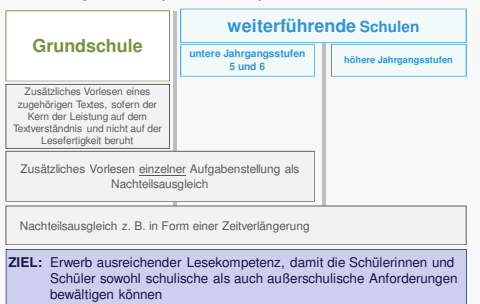 Grundschule
weiterführende Schulen
untere Jahrgangsstufen
5 und 6
höhere Jahrgangsstufen
Zusätzliches Vorlesen eines
zugehörigen Textes, sofern der
Kern der Leistung auf dem
Textverständnis und nicht auf der
Lesefertigkeit beruht
Zusätzliches Vorlesen einzelner Aufgabenstellung als
Nachteilsausgleich
Nachteilsausgleich z. B. in Form einer Zeitverlängerung
ZIEL: Erwerb ausreichender Lesekompetenz, damit die Schülerinnen und
Schüler sowohl schulische als auch außerschulische Anforderungen
bewältigen können